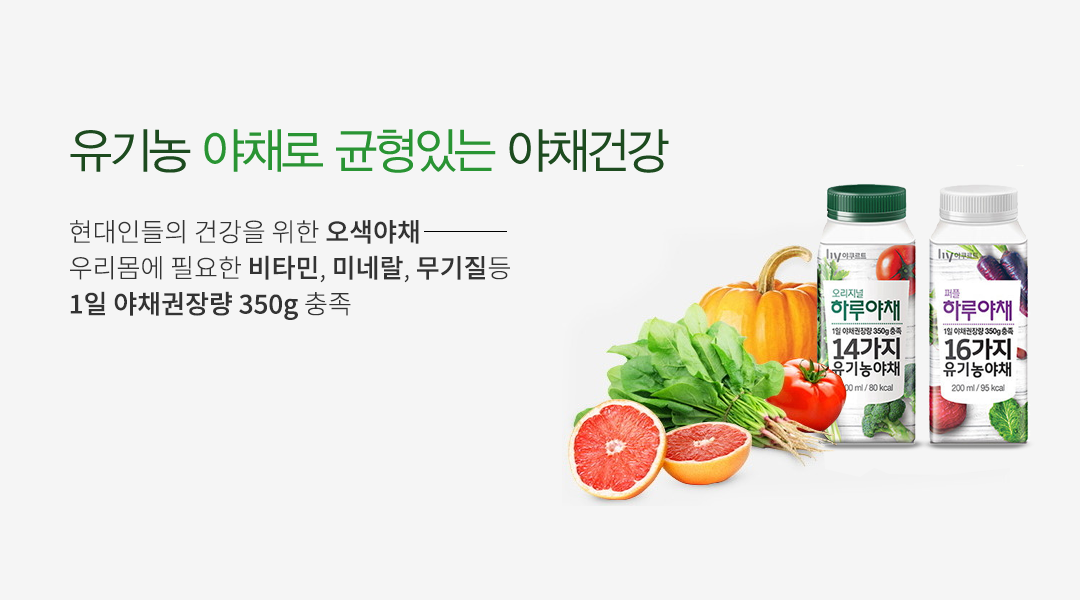 유기농 야채로 균형있는 야채건강
현대인들의 건강을 위한 오색야채
우리몸에 필요한 비타민, 미네랄, 무기질등
1일 야채권장량 350g 충족
hy야쿠르트
오리지널
하루야채
1일 야채권장량 350g 충족
14가지
유기농야채
00 ml / 80 kcal
hy야쿠르트
퍼플
하루야채
1일 야채권장량 350g 충족
16가지
유기농야채
200 ml / 95 kcal